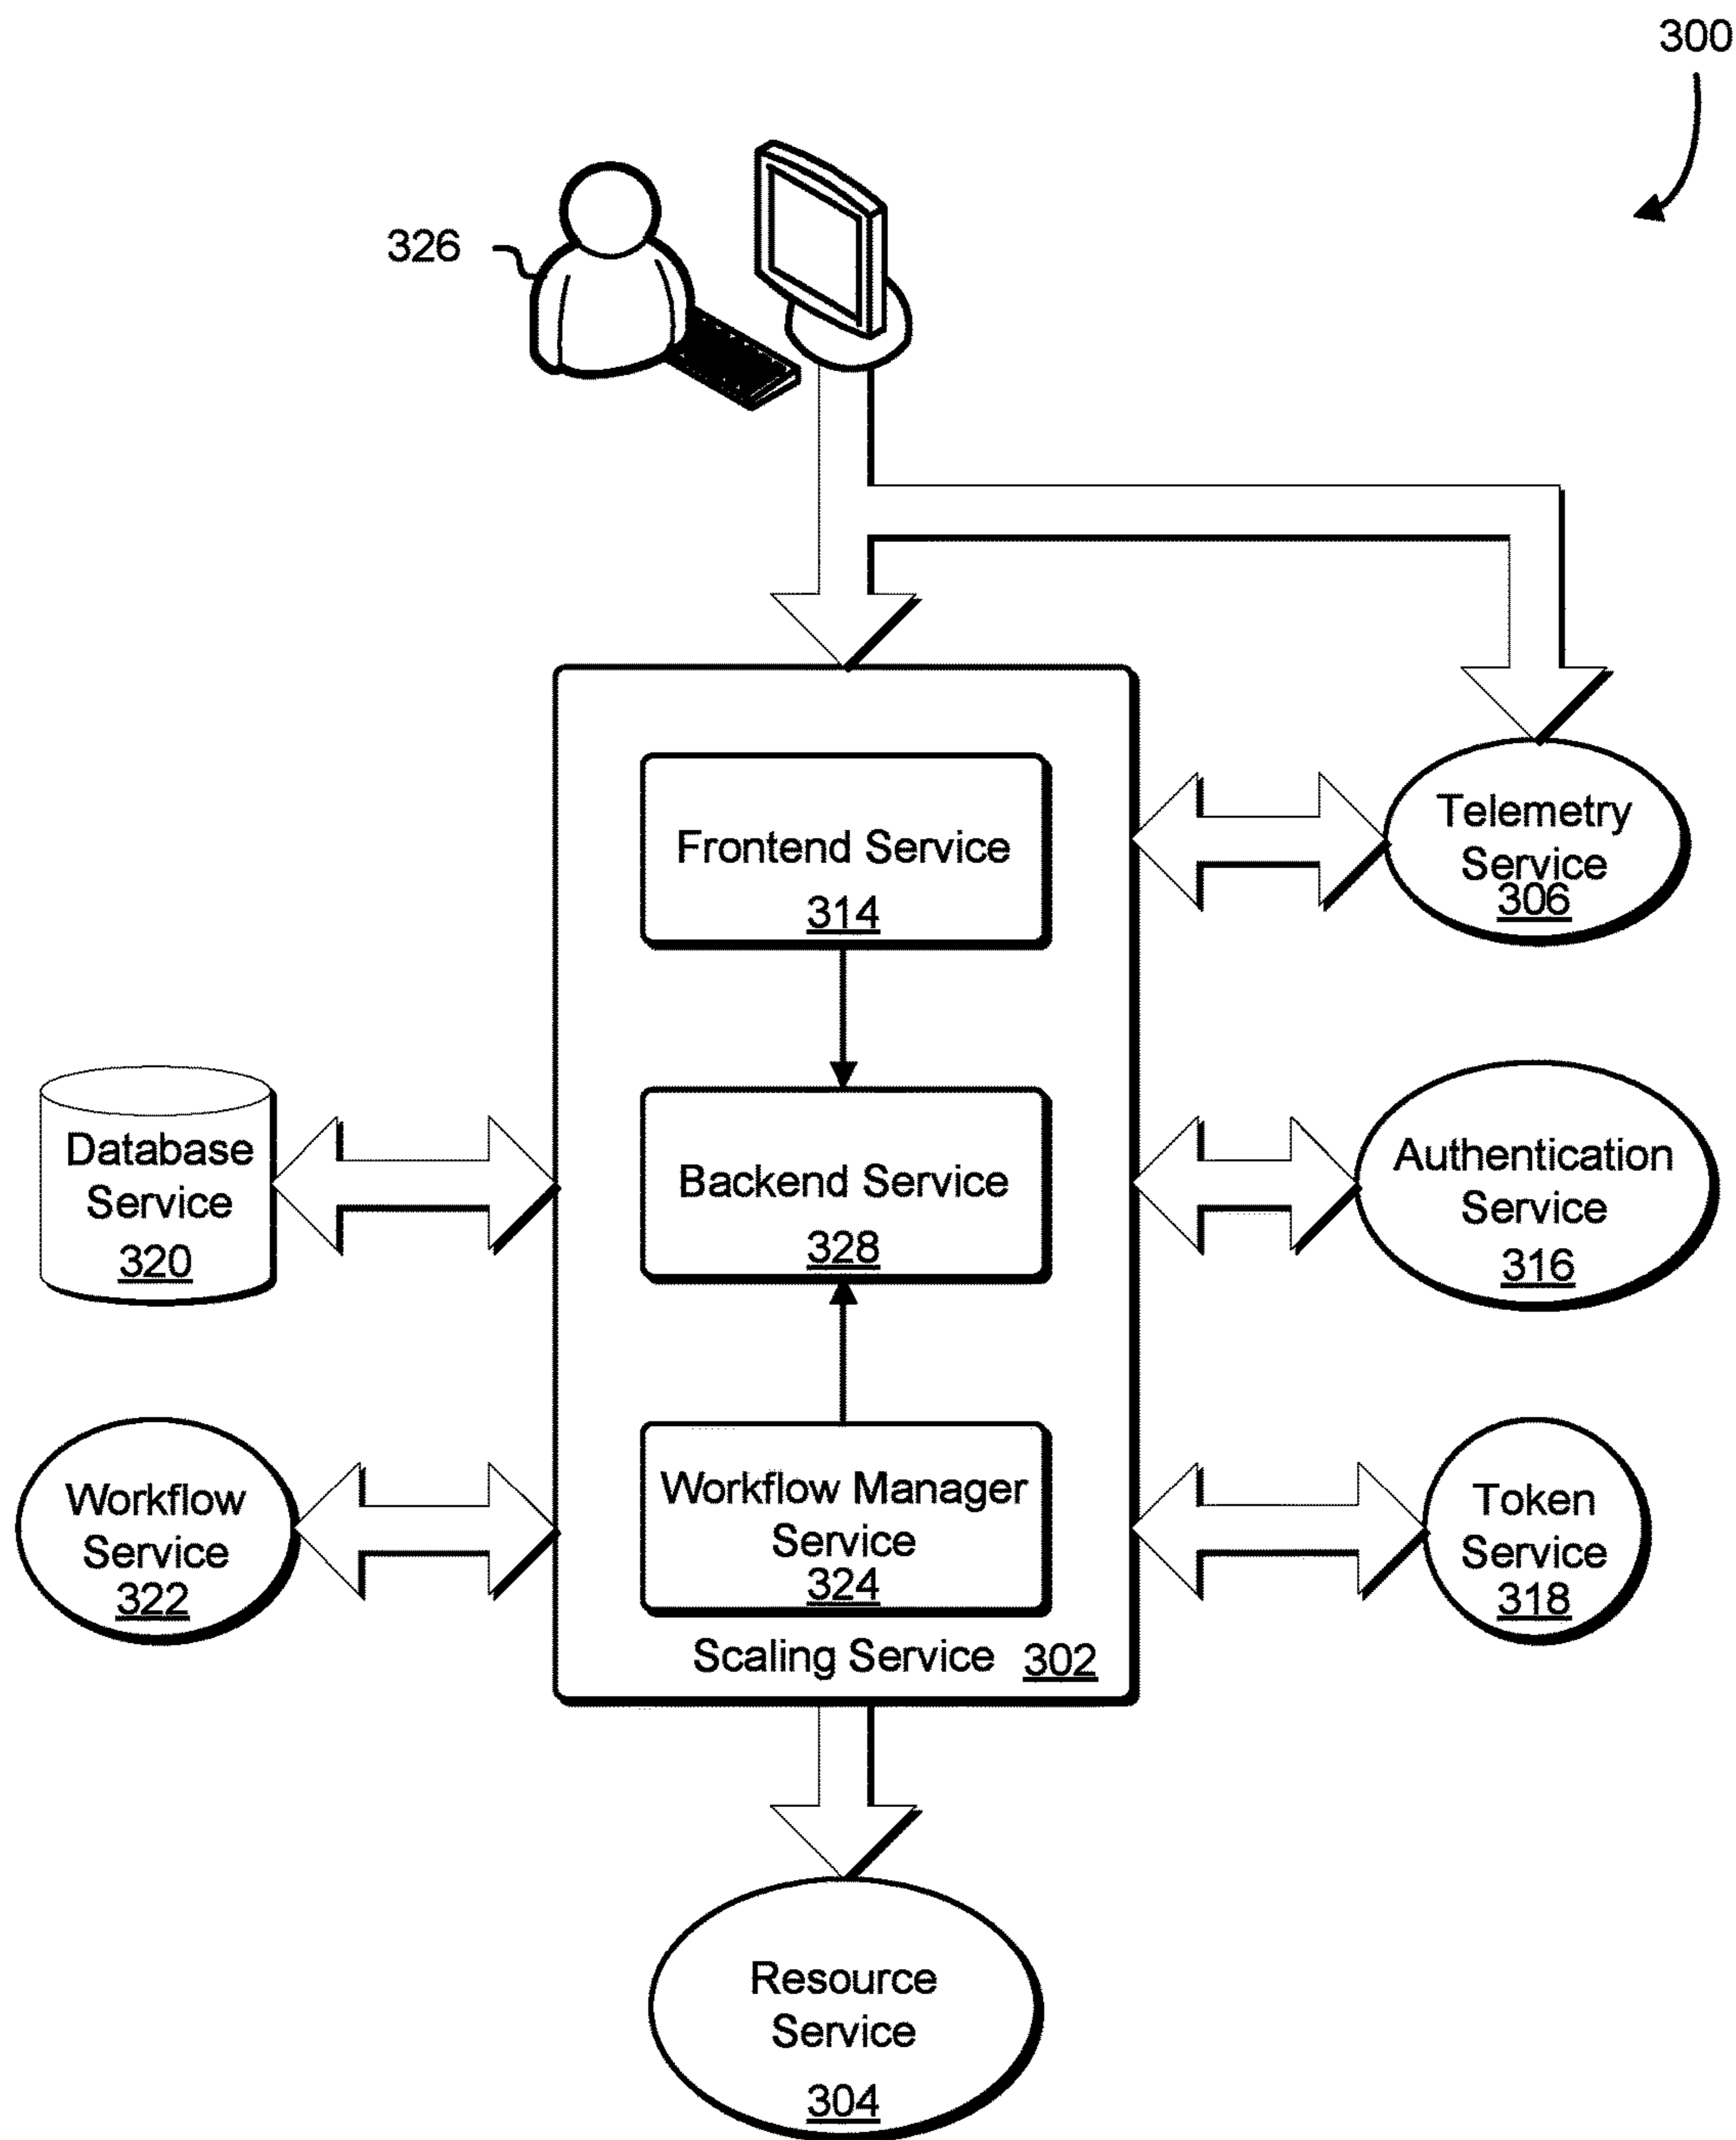 300
326
Frontend Service
314
Telemetry
Service
306
Database
Service
320
Backend Service
328
Authentication
Service
316
Workflow
Service
322
Workflow Manager
Service
324
Scaling Service 302
Token
Service
318
Resource
Service
304